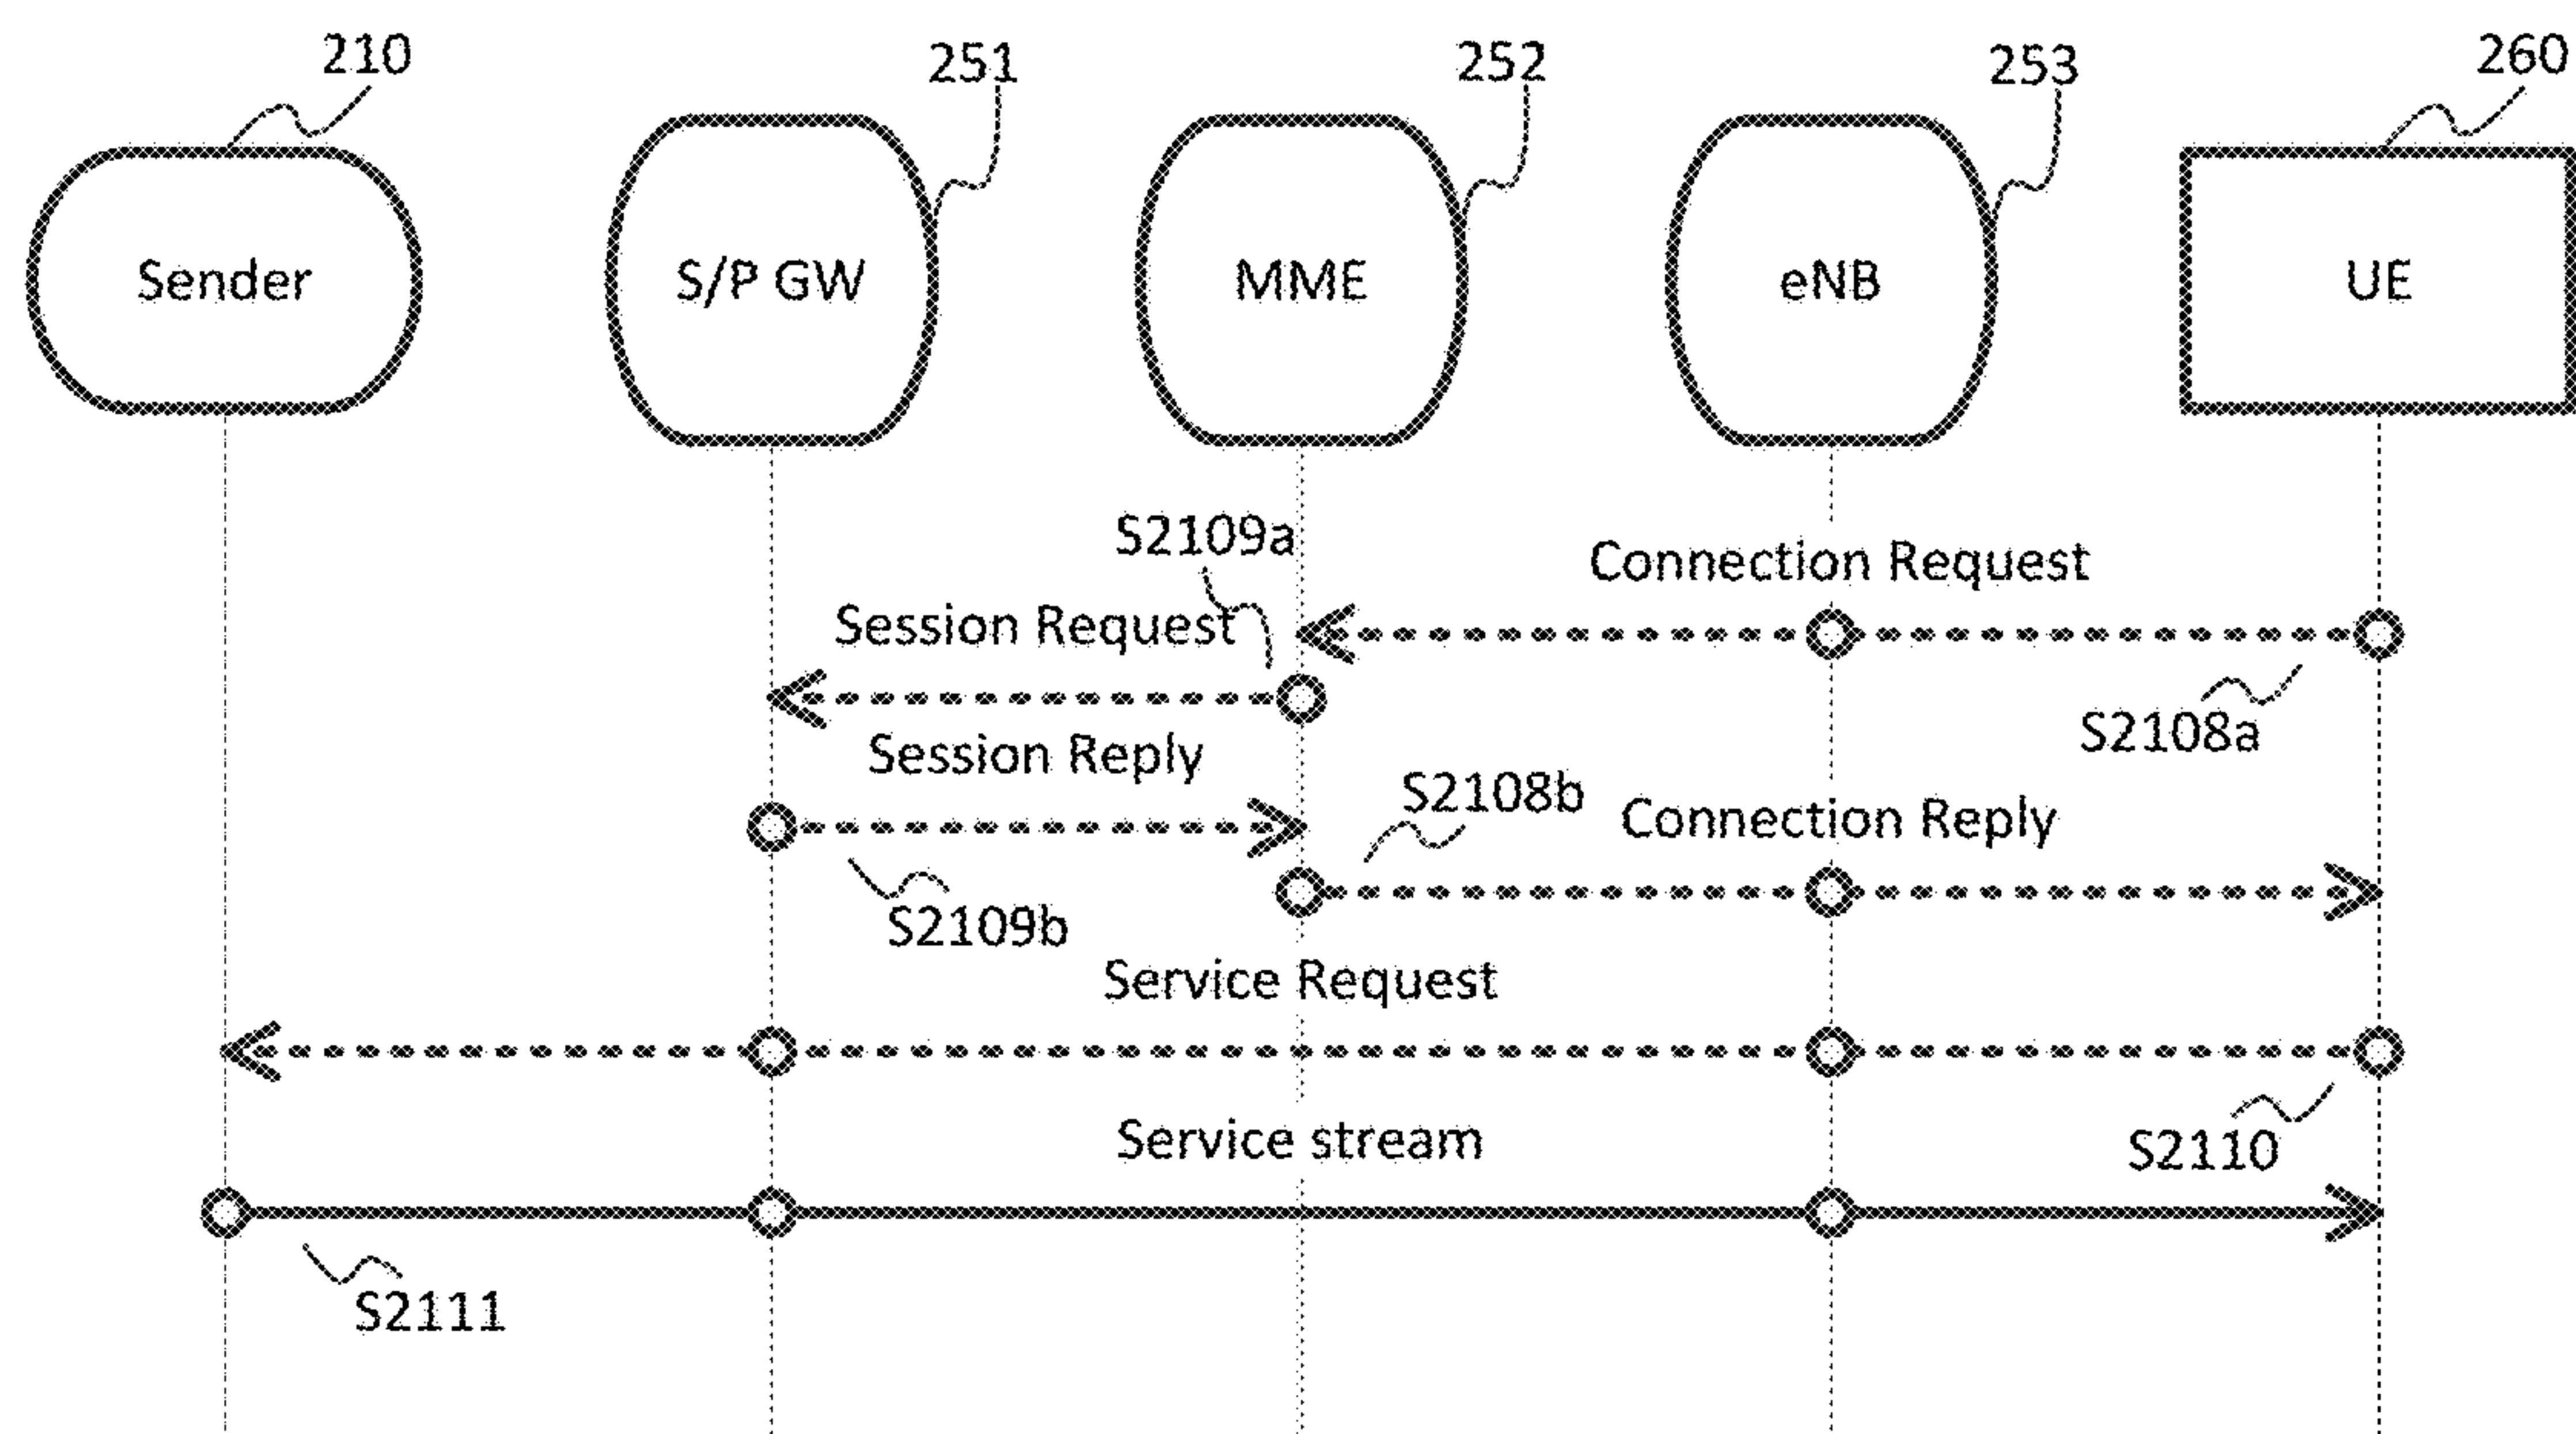 210
251
252
253
260
Sender
S/P GW
MME
eNB
UE
S2109a
Connection Request
Session Request
S2108a
Session Reply
S2108b
Connection Reply
S2109b
Service Request
Service stream
S2110
S2111